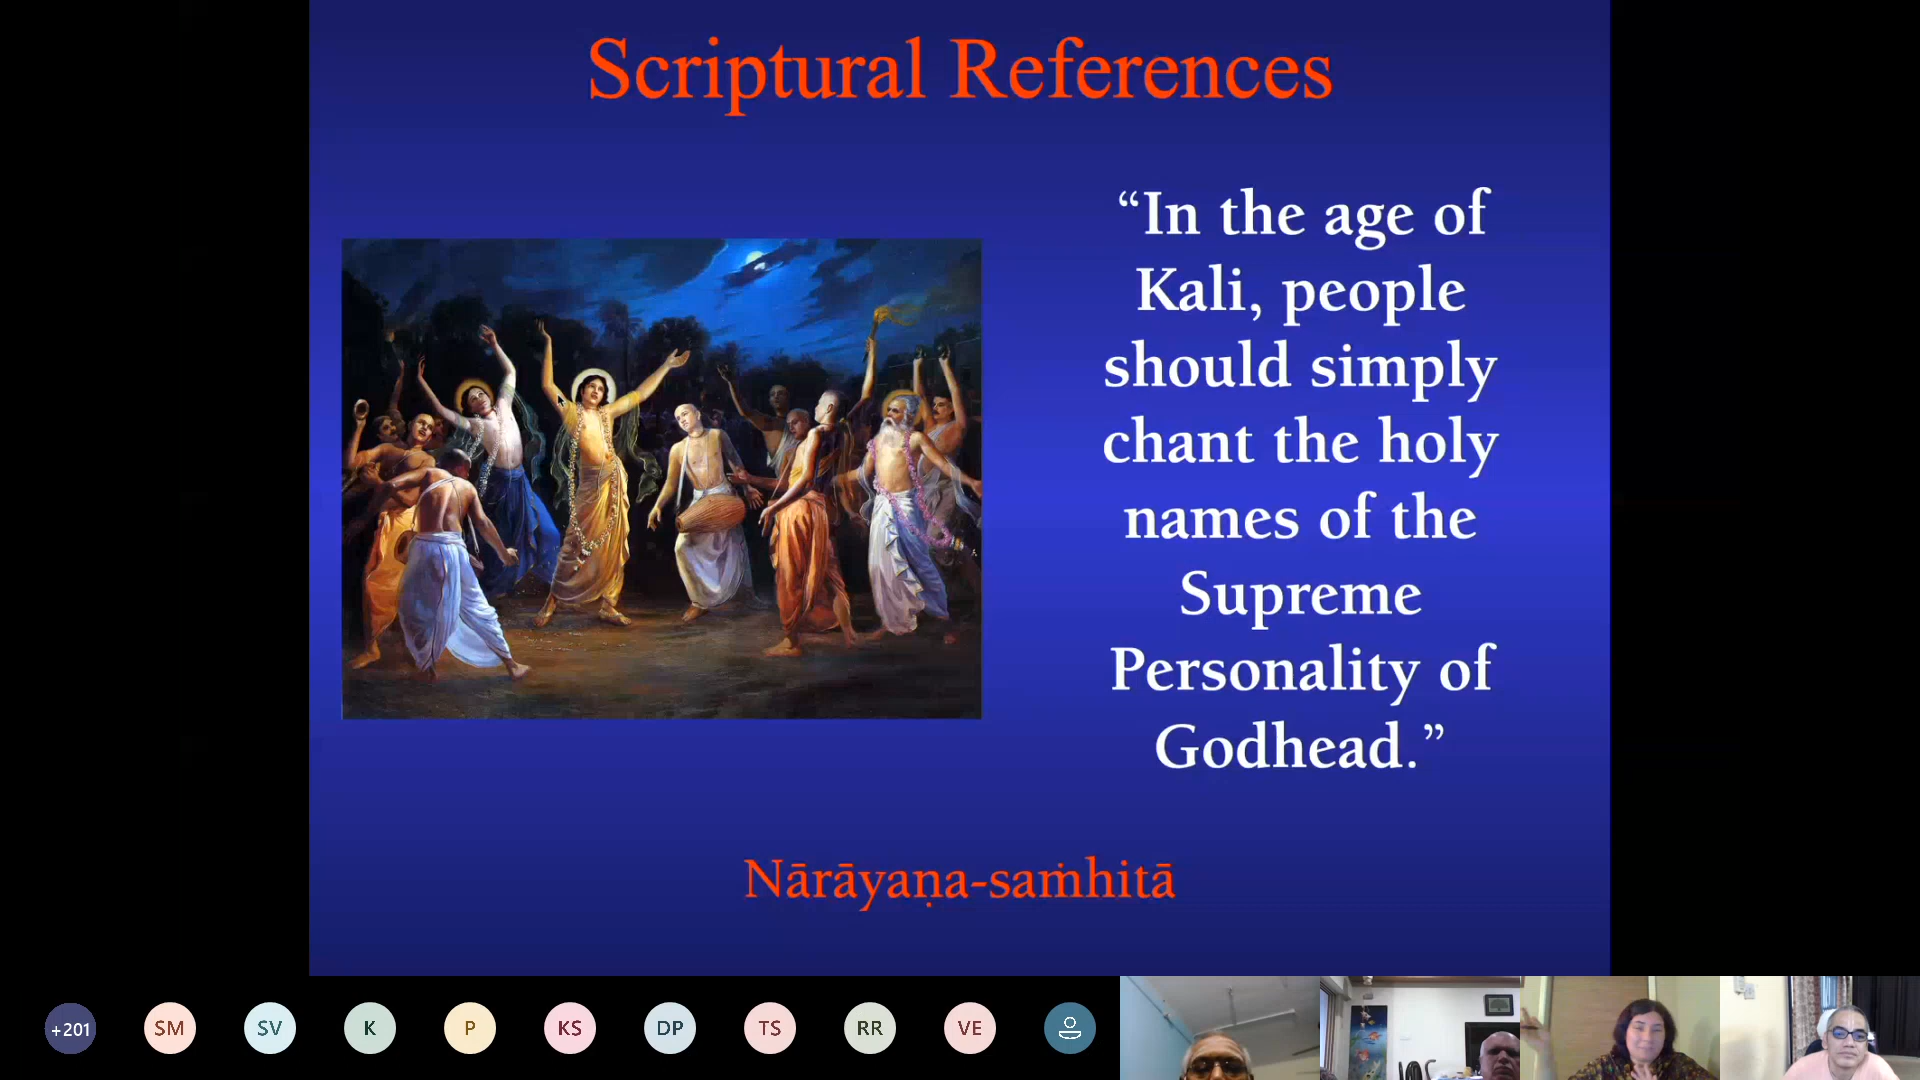 Scriptural References
“In the age of
Kali, people
should simply
chant the holy
names of the
Supreme
Personality of
Godhead.”
Nārāyaṇa-saṁhitā
+201
SM
SV
K
P
KS
DP
TS
RR
VE